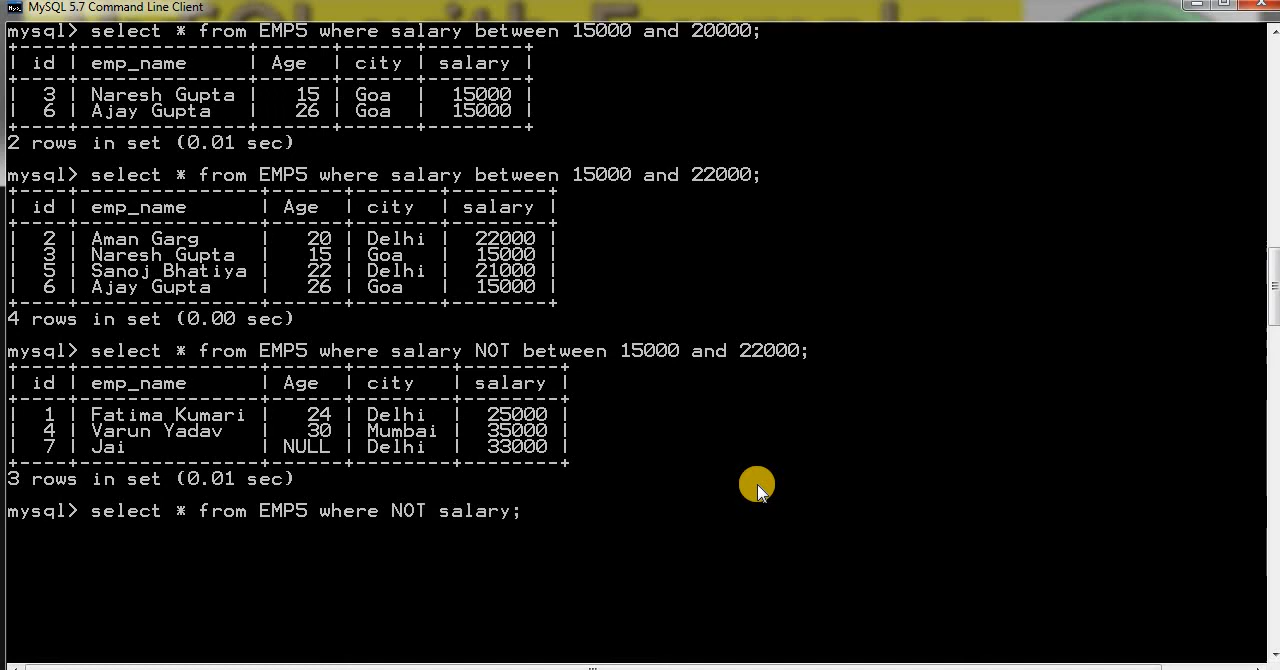 MySQL 5.7 Command Line Client
mysql> select * from EMP5 where salary between 15000 and 20000;
+----+--------------+------+------+--------+
| id | emp_name     | Age  | city | salary |
+----+--------------+------+------+--------+
|  3 | Naresh Gupta |   15 | Goa  |  15000 |
|  6 | Ajay Gupta   |   26 | Goa  |  15000 |
+----+--------------+------+------+--------+
2 rows in set (0.01 sec)
mysql> select * from EMP5 where salary between 15000 and 22000;
+----+---------------+------+-------+--------+
| id | emp_name      | Age  | city  | salary |
+----+---------------+------+-------+--------+
|  2 | Aman Garg     |   20 | Delhi |  22000 |
|  3 | Naresh Gupta  |   15 | Goa   |  15000 |
|  5 | Sanoj Bhatiya |   22 | Delhi |  21000 |
|  6 | Ajay Gupta    |   26 | Goa   |  15000 |
+----+---------------+------+-------+--------+
4 rows in set (0.00 sec)
mysql> select * from EMP5 where salary NOT between 15000 and 22000;
+----+---------------+------+--------+--------+
| id | emp_name      | Age  | city   | salary |
+----+---------------+------+--------+--------+
|  1 | Fatima Kumari |   24 | Delhi  |  25000 |
|  4 | Varun Yadav   |   30 | Mumbai |  35000 |
|  7 | Jai           | NULL | Delhi  |  33000 |
+----+---------------+------+--------+--------+
3 rows in set (0.01 sec)
mysql> select * from EMP5 where NOT salary;